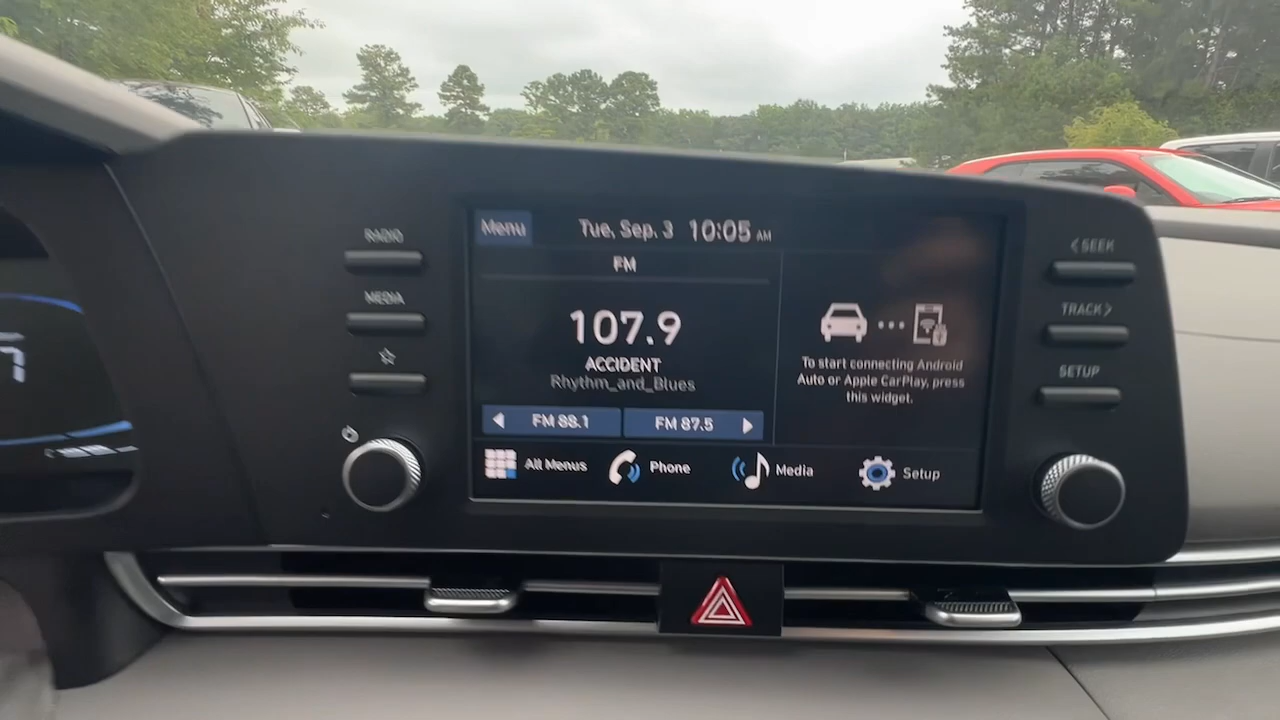 RADIO
MEDIA
Menu
Tue, Sep. 3 10:05 AM
FM
107.9
ACCIDENT
Rhythm_and_Blues
FM 88.1
FM 87.5
To start connecting Android
Auto or Apple CarPlay, press
this widget.
All Menus
Phone
Media
Setup
< SEEK
TRACK >
SETUP